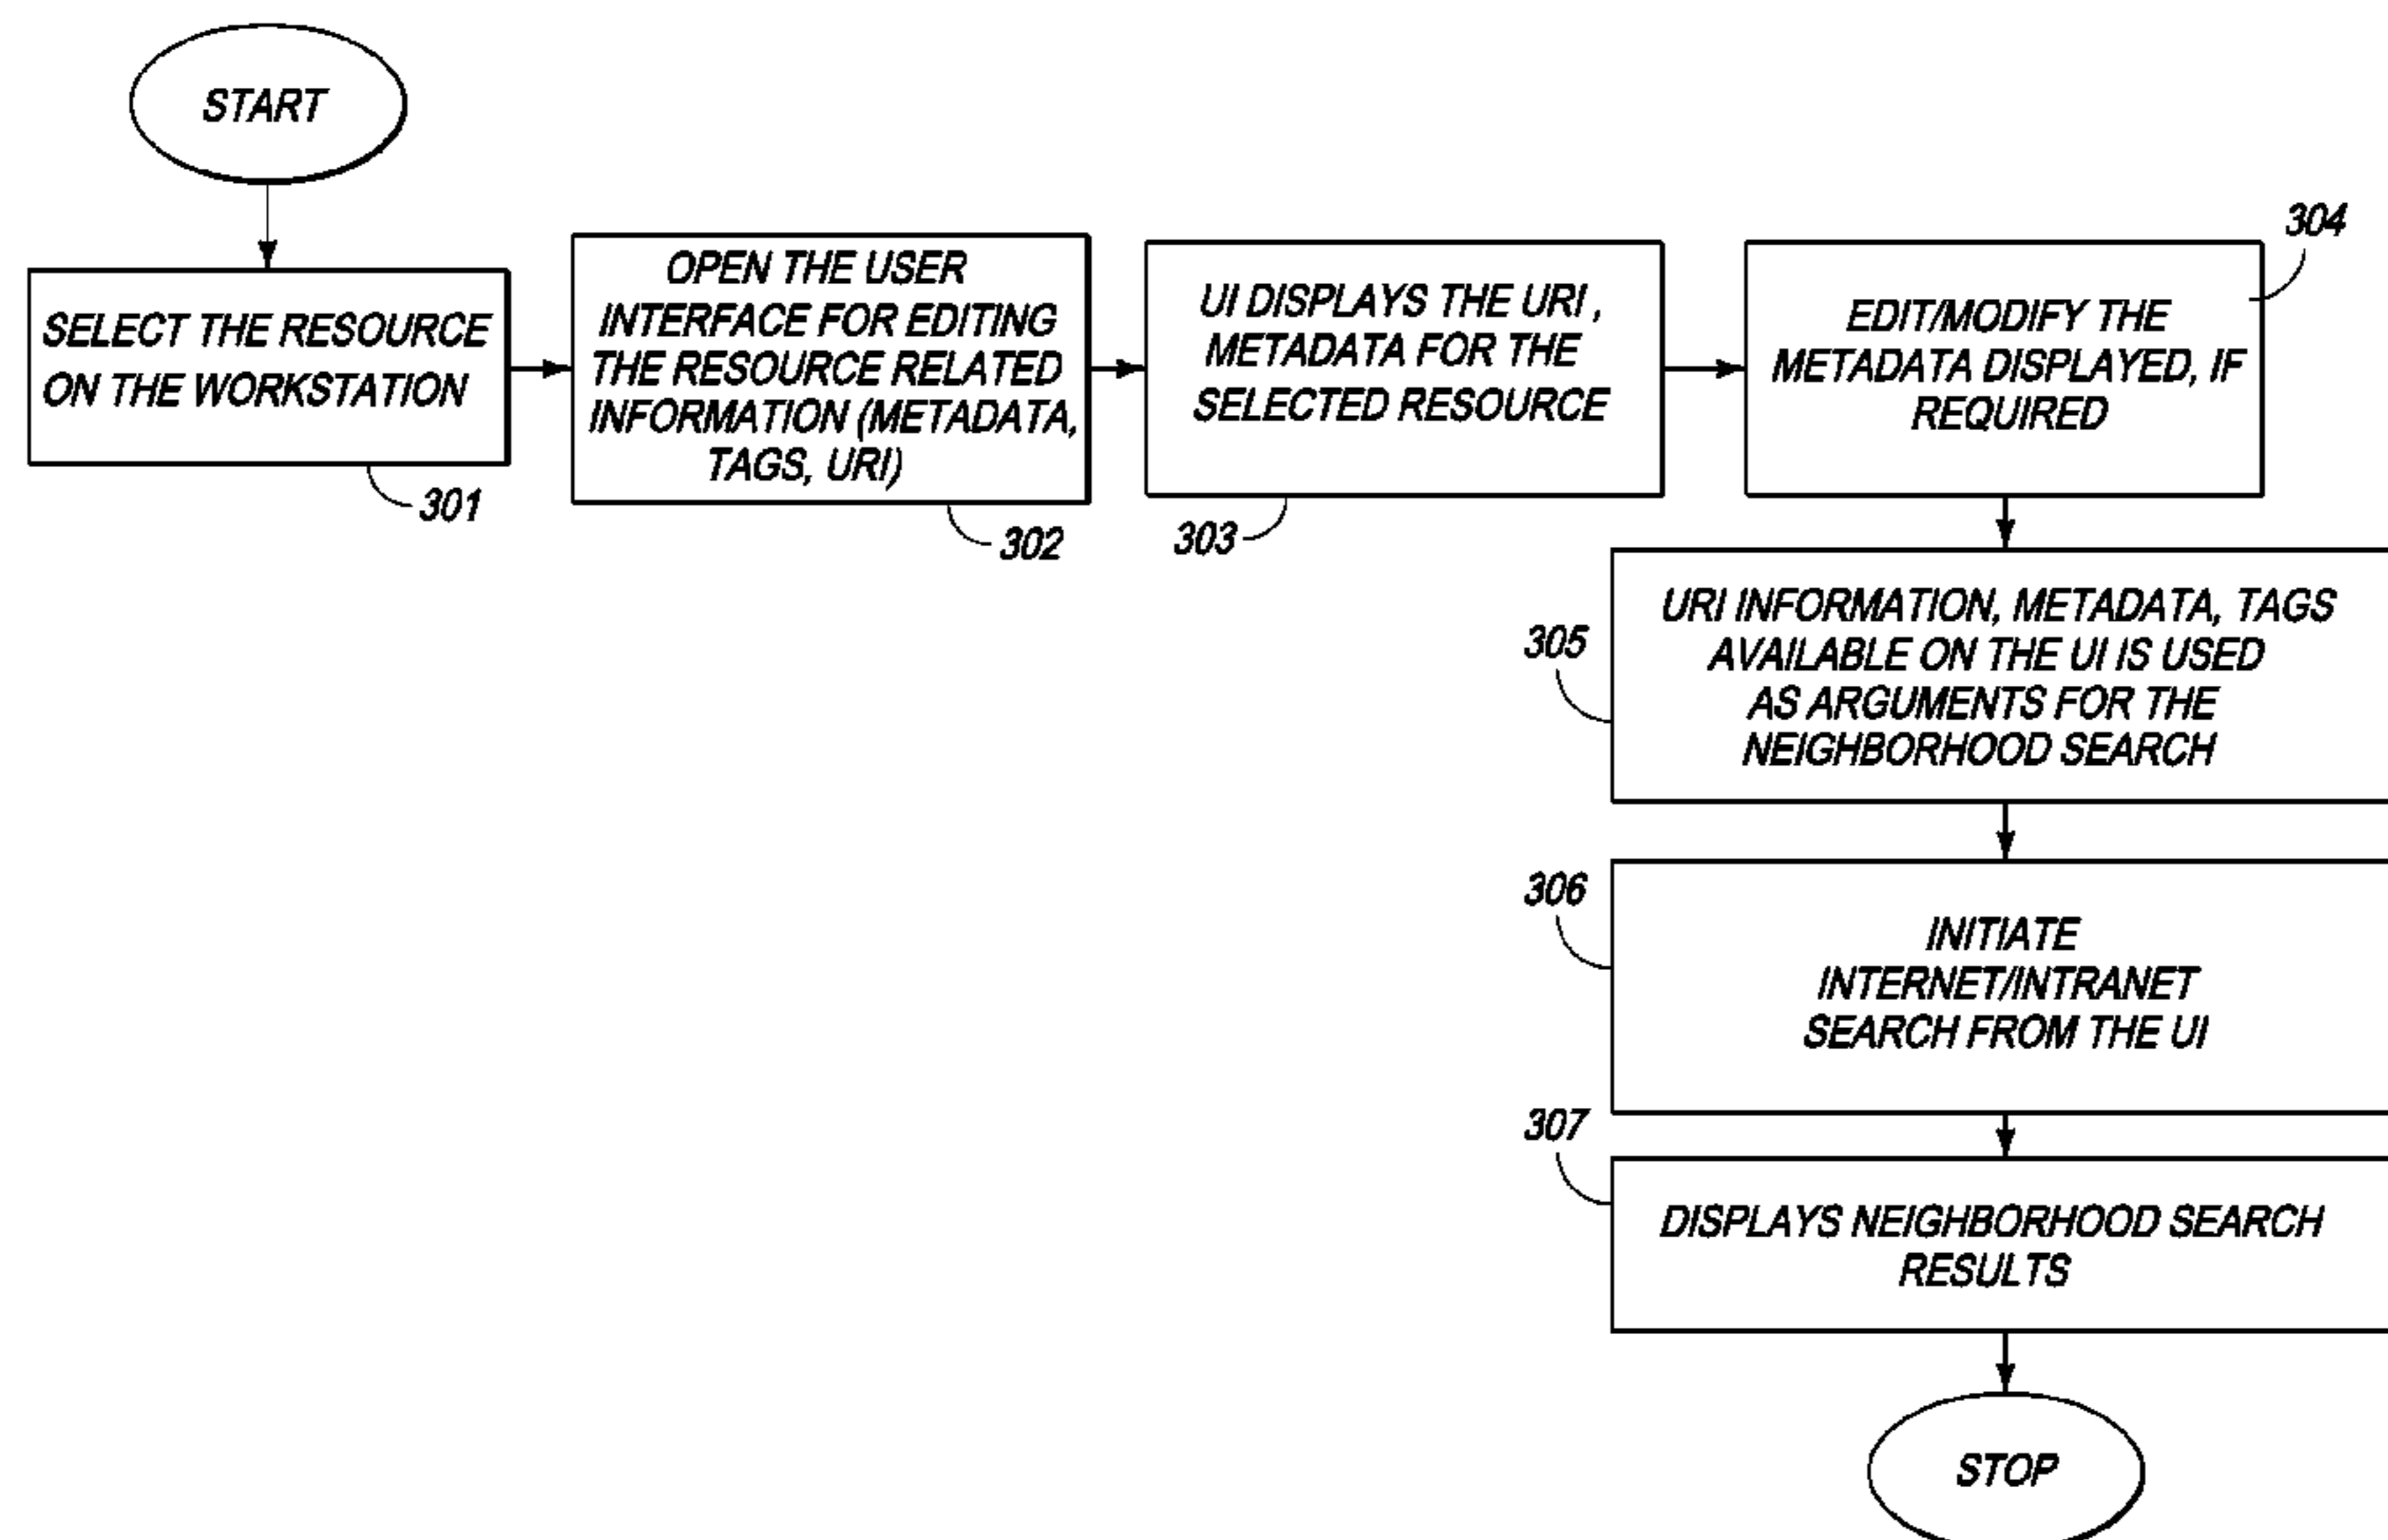 START
SELECT THE RESOURCE
ON THE WORKSTATION
301
OPEN THE USER
INTERFACE FOR EDITING
THE RESOURCE RELATED
INFORMATION (METADATA,
TAGS, URI)
302
UI DISPLAYS THE URI ,
METADATA FOR THE
SELECTED RESOURCE
303
304
EDIT/MODIFY THE
METADATA DISPLAYED, IF
REQUIRED
305
URI INFORMATION, METADATA, TAGS
AVAILABLE ON THE UI IS USED
AS ARGUMENTS FOR THE
NEIGHBORHOOD SEARCH
306
INITIATE
INTERNET/INTRANET
SEARCH FROM THE UI
307
DISPLAYS NEIGHBORHOOD SEARCH
RESULTS
STOP